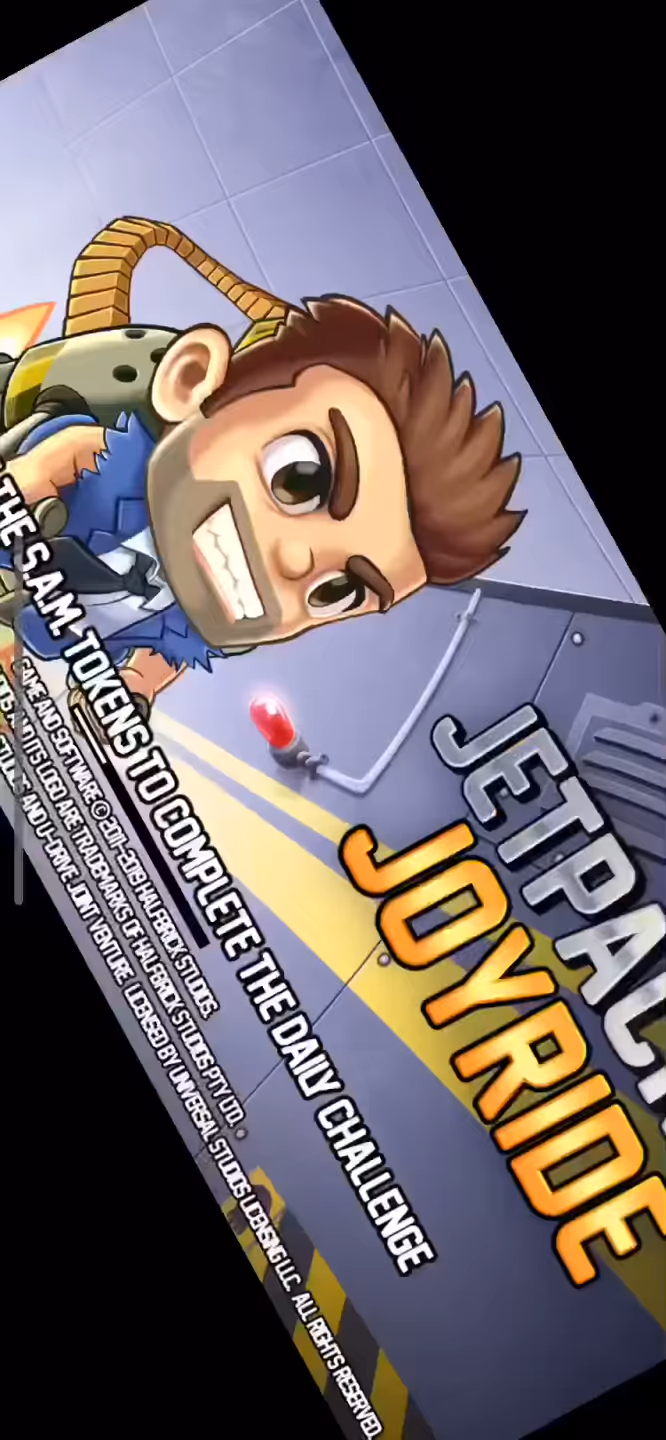 JETPACK
JOYRIDE
THE S.A.M. TOKENS TO COMPLETE THE DAILY CHALLENGE
GAME AND SOFTWARE © 2011-2019 HALFBRICK STUDIOS.
AND ITS LOGO ARE TRADEMARKS OF HALFBRICK STUDIOS PTY LTD.
STUDIOS AND U-DRIVE JOINT VENTURE. LICENSED BY UNIVERSAL STUDIOS LICENSING LLC. ALL RIGHTS RESERVED.